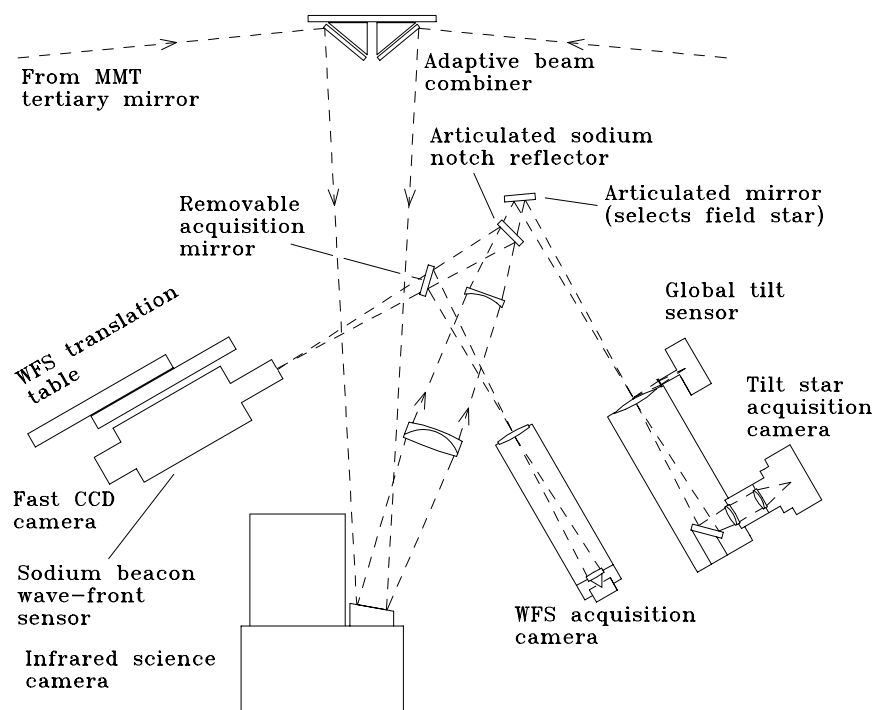 From MMT
tertiary mirror
Adaptive beam
combiner
Articulated sodium
notch reflector
Articulated mirror
(selects field star)
Removable
acquisition
mirror
Global tilt
sensor
WFS translation
table
Tilt star
acquisition
camera
Fast CCD
camera
Sodium beacon
wave-front
sensor
WFS acquisition
camera
Infrared science
camera